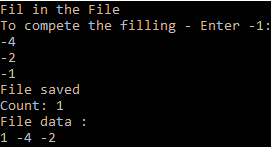 Fil in the File
To compete the filling - Enter -1:
-4
-2
-1
File saved
Count: 1
File data :
1 -4 -2